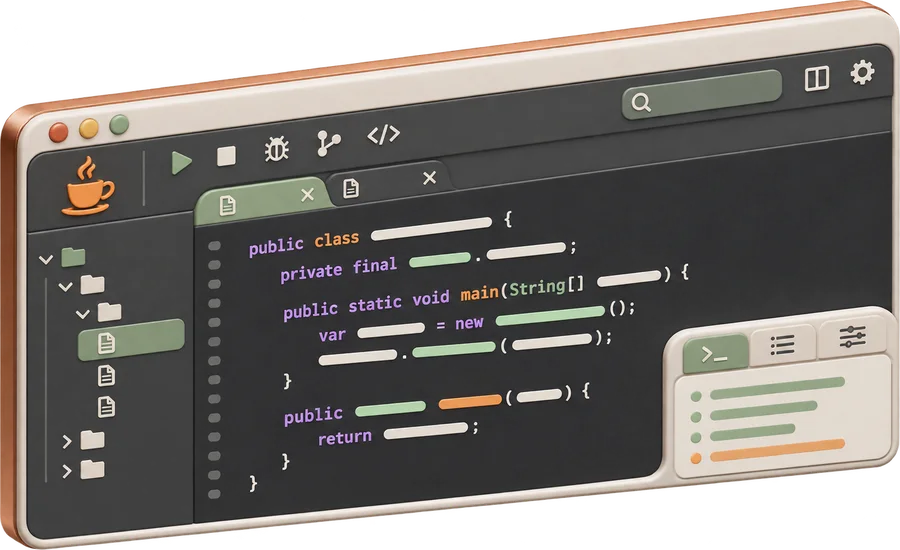 public class {
private final . ;
public static void main(String[] ) {
var = new ();
. ( );
}
public ( ) {
return ;
}
}